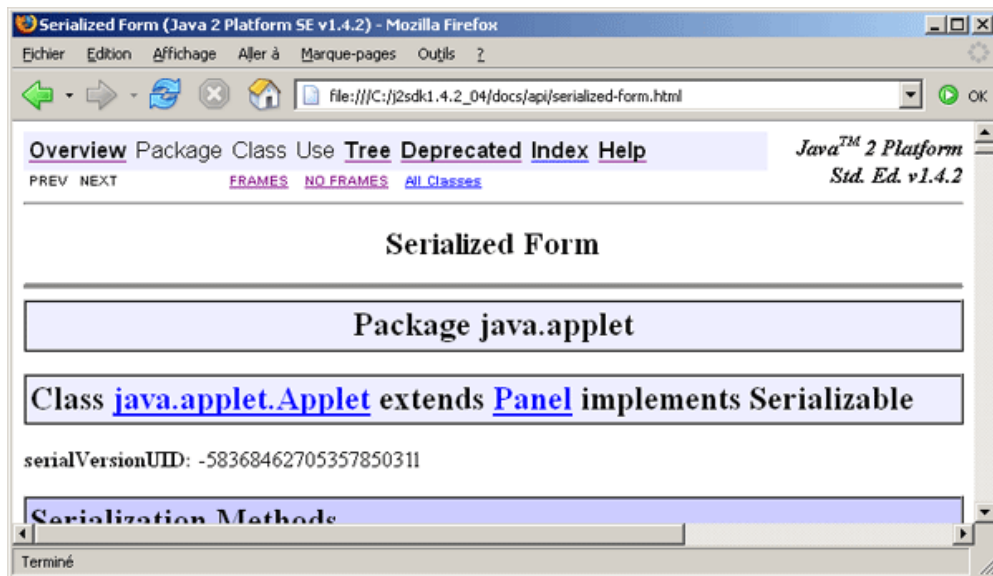 Serialized Form (Java 2 Platform SE v1.4.2) - Mozilla Firefox
Fichier Edition Affichage Aller à Marque-pages Outils ?
file:///C:/j2sdk1.4.2_04/docs/api/serialized-form.html OK
Overview Package Class Use Tree Deprecated Index Help
Java™ 2 Platform
Std. Ed. v1.4.2
PREV NEXT FRAMES NO FRAMES All Classes
Serialized Form
Package java.applet
Class java.applet.Applet extends Panel implements Serializable
serialVersionUID: -5836846270535785031l
Serialization Methods
Terminé